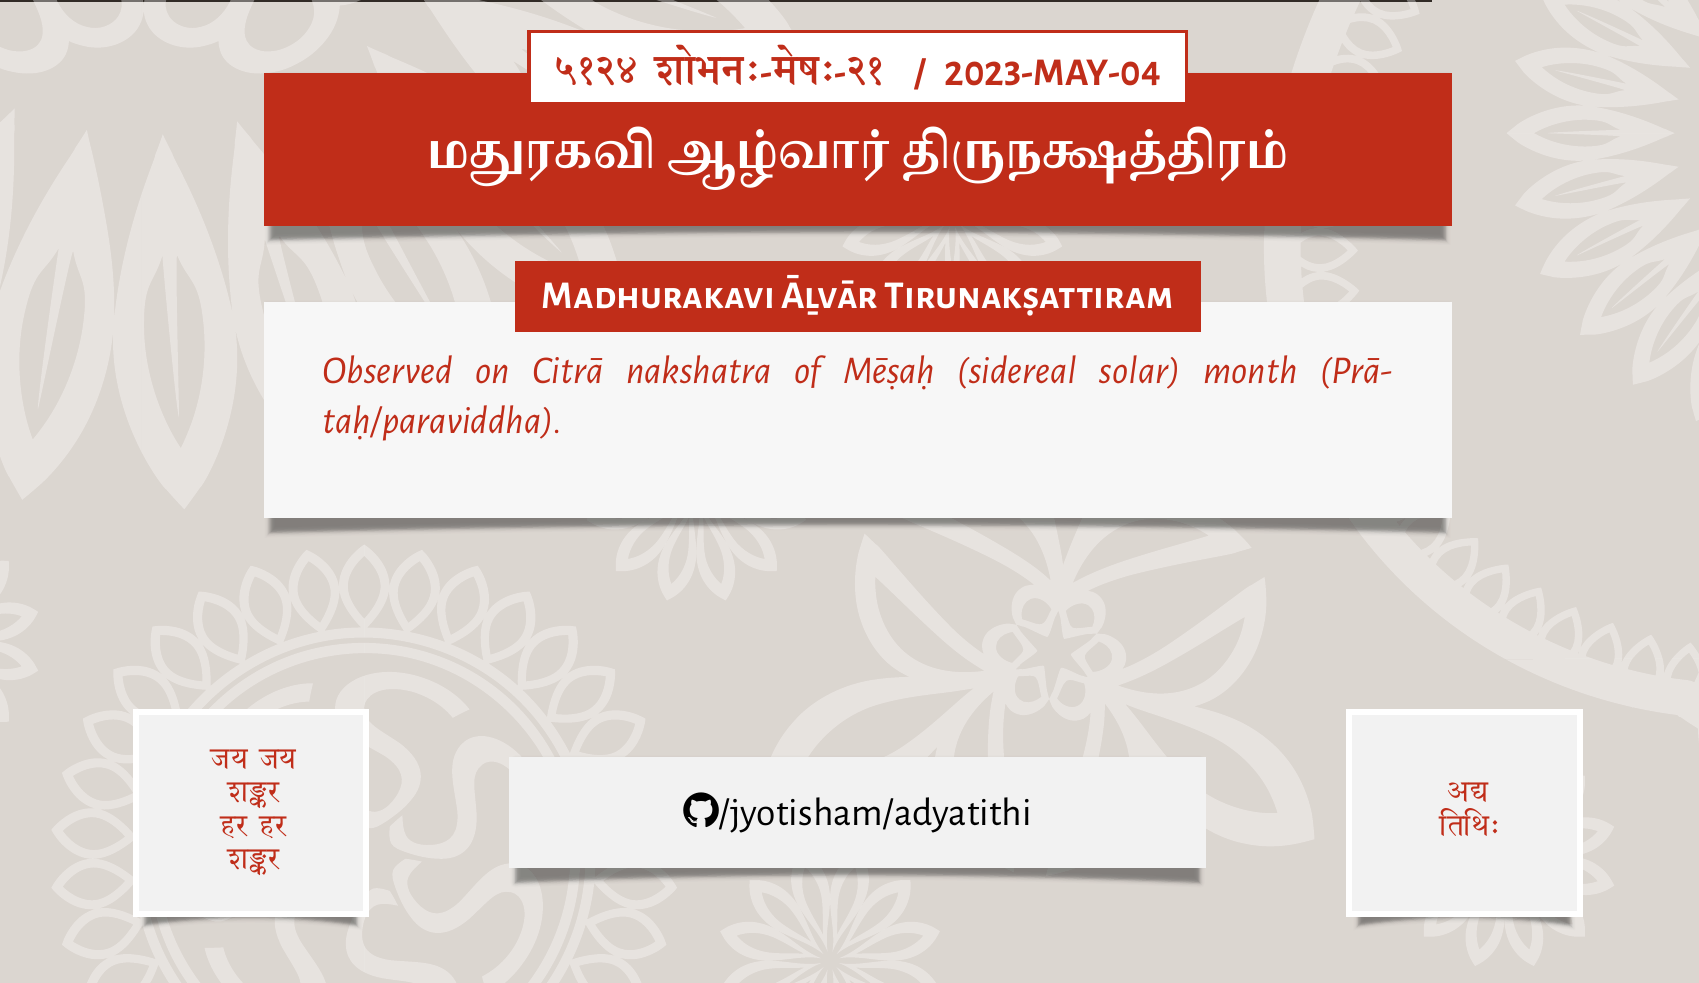 ५१२४ शोभनः-मेषः-२१ / 2023-MAY-04
மதுரகவி ஆழ்வார் திருநக்ஷத்திரம்
Madhurakavi Āḻvār Tirunakṣattiram
Observed on Citrā nakshatra of Mēṣaḥ (sidereal solar) month (Prā-
taḥ/paraviddha).
जय जय
शङ्कर
हर हर
शङ्कर
/jyotisham/adyatithi
अद्य
तिथिः